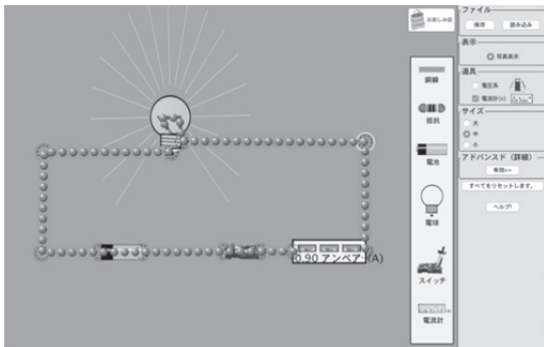 0.90 アンペア (A)
お楽しみ袋
銅線
抵抗
電池
電球
スイッチ
電流計
ファイル
保存 読み込み
表示
写真表示
道具
電圧系
電流計(s)
サイズ
大
中
小
アドバンスド (詳細)
有効>>
すべてをリセットします。
ヘルプ!